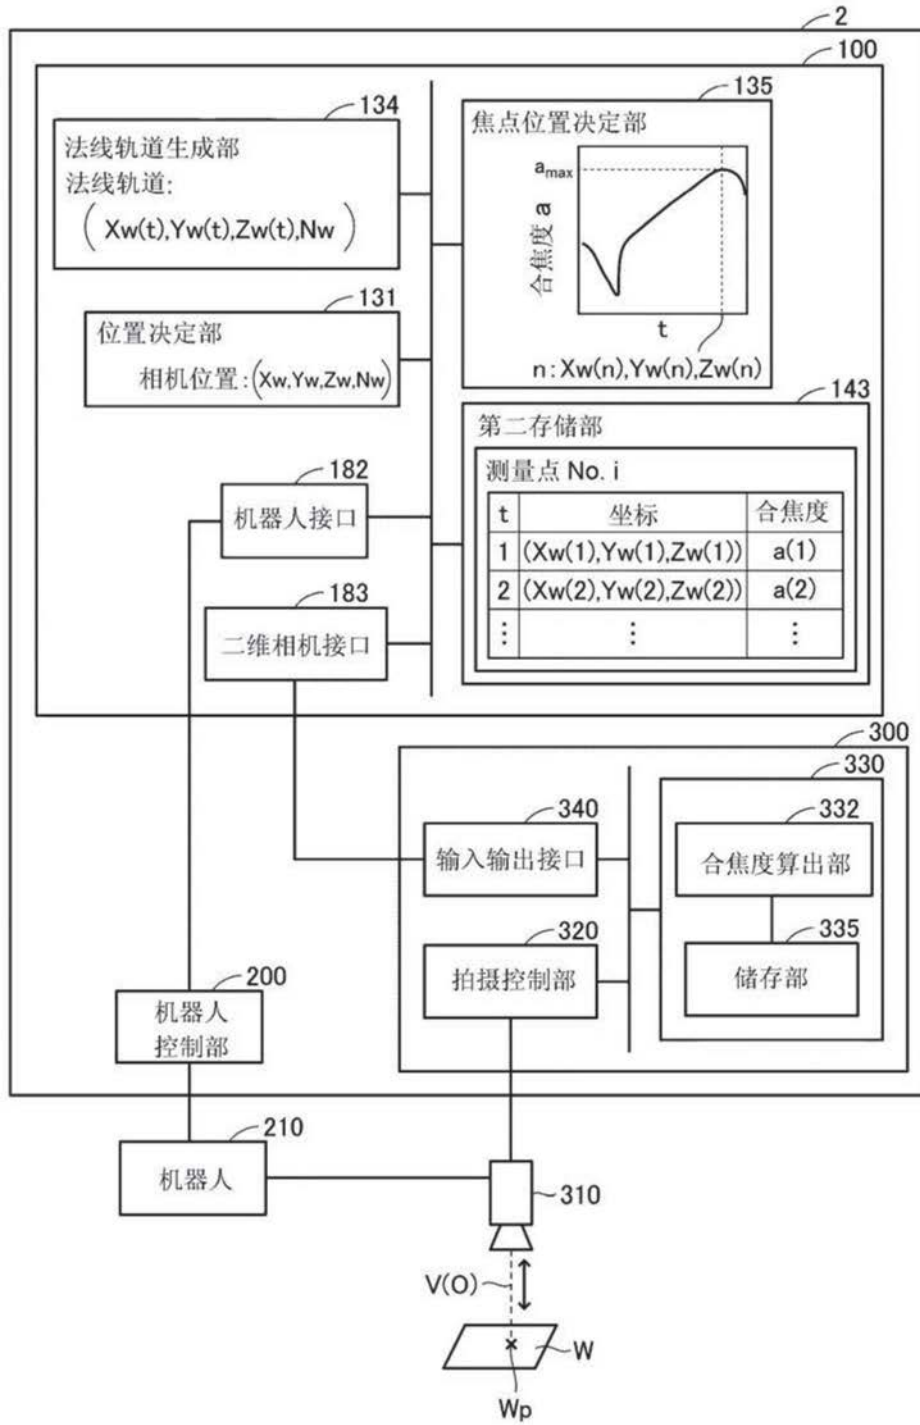 2
100
134
法线轨道生成部
法线轨道:
(Xw(t),Yw(t),Zw(t),Nw)
135
焦点位置决定部
amax
合焦度 a
t
n:Xw(n),Yw(n),Zw(n)
131
位置决定部
相机位置:(Xw,Yw,Zw,Nw)
143
第二存储部
测量点 No. i
t 坐标 合焦度
1 (Xw(1),Yw(1),Zw(1)) a(1)
2 (Xw(2),Yw(2),Zw(2)) a(2)
⋮ ⋮ ⋮
182
机器人接口
183
二维相机接口
300
330
340
输入输出接口
332
合焦度算出部
320
拍摄控制部
335
储存部
200
机器人
控制部
210
机器人
310
V(O)
W
Wp